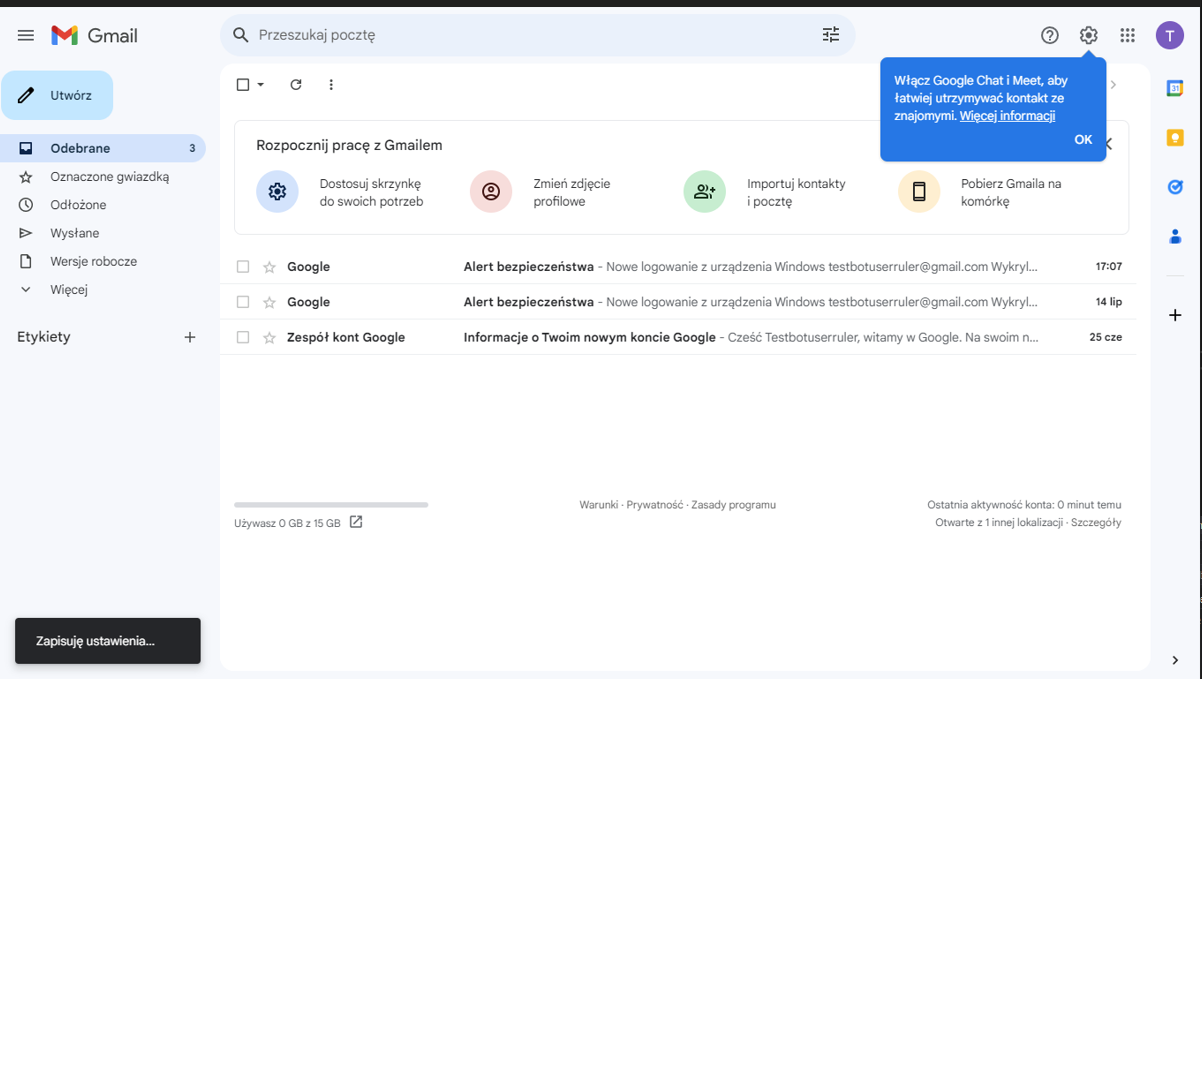 Gmail
Przeszukaj pocztę
T
Włącz Google Chat i Meet, aby
łatwiej utrzymywać kontakt ze
znajomymi. Więcej informacji
OK
Utwórz
Odebrane 3
Oznaczone gwiazdką
Odłożone
Wysłane
Wersje robocze
Więcej
Etykiety
Rozpocznij pracę z Gmailem
Dostosuj skrzynkę
do swoich potrzeb
Zmień zdjęcie
profilowe
Importuj kontakty
i pocztę
Pobierz Gmaila na
komórkę
Google Alert bezpieczeństwa - Nowe logowanie z urządzenia Windows testbotuserruler@gmail.com Wykryl... 17:07
Google Alert bezpieczeństwa - Nowe logowanie z urządzenia Windows testbotuserruler@gmail.com Wykryl... 14 lip
Zespół kont Google Informacje o Twoim nowym koncie Google - Cześć Testbotuserruler, witamy w Google. Na swoim n... 25 cze
Używasz 0 GB z 15 GB
Warunki · Prywatność · Zasady programu
Ostatnia aktywność konta: 0 minut temu
Otwarte z 1 innej lokalizacji · Szczegóły
Zapisuję ustawienia...
31